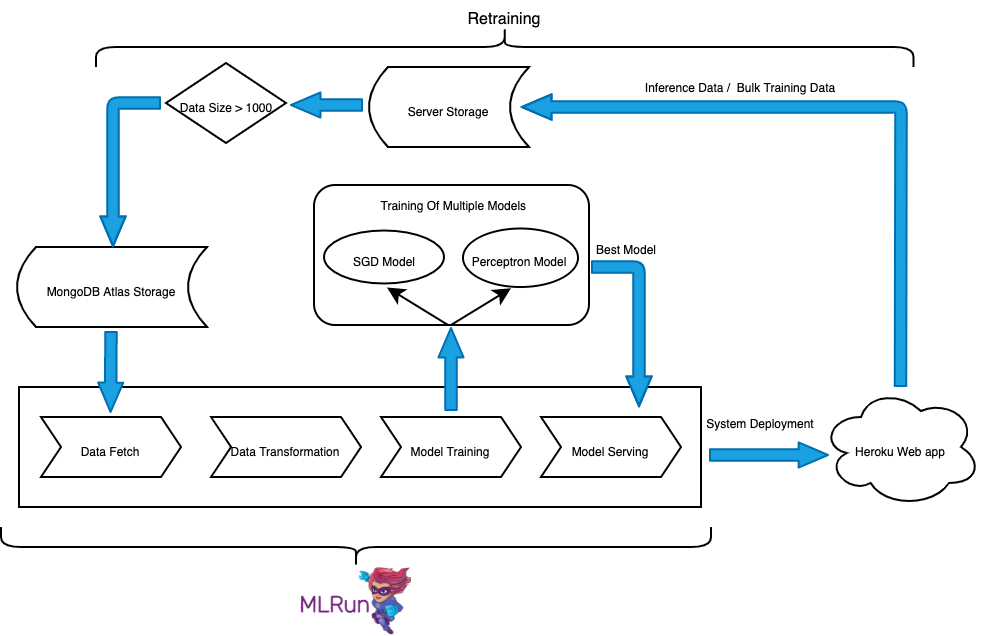 Retraining
Inference Data / Bulk Training Data
Data Size > 1000
Server Storage
Training Of Multiple Models
SGD Model
Perceptron Model
Best Model
MongoDB Atlas Storage
System Deployment
Data Fetch
Data Transformation
Model Training
Model Serving
Heroku Web app
MLRun